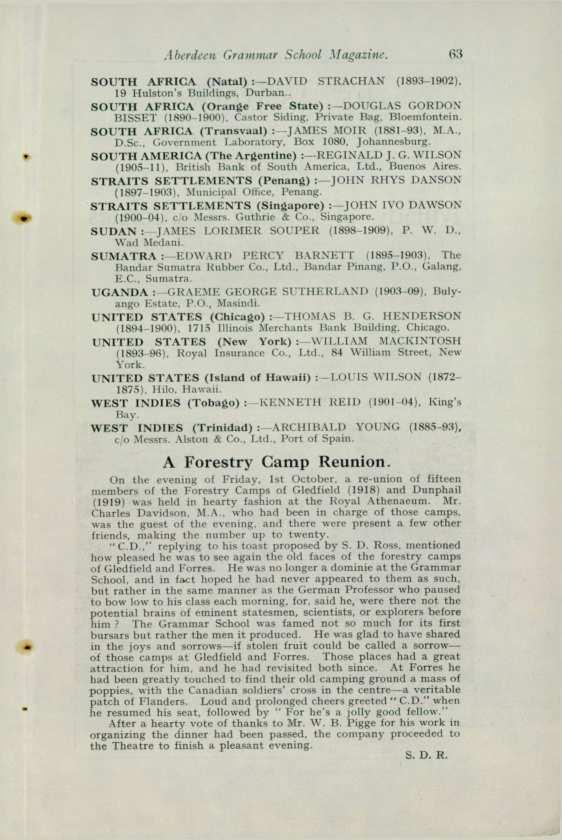 Aberdeen Grammar School Magazine. 63
SOUTH AFRICA (Natal) :—DAVID STRACHAN (1893-1902),
19 Hulston's Buildings, Durban..
SOUTH AFRICA (Orange Free State) :—DOUGLAS GORDON
BISSET (1890-1900), Castor Siding, Private Bag, Bloemfontein.
SOUTH AFRICA (Transvaal) :—JAMES MOIR (1881-93), M.A.,
D.Sc., Government Laboratory, Box 1080, Johannesburg.
SOUTH AMERICA (The Argentine) :—REGINALD J. G. WILSON
(1905-11), British Bank of South America, Ltd., Buenos Aires.
STRAITS SETTLEMENTS (Penang) :—JOHN RHYS DANSON
(1897-1903), Municipal Office, Penang.
STRAITS SETTLEMENTS (Singapore) :—JOHN IVO DAWSON
(1900-04), c/o Messrs. Guthrie & Co., Singapore.
SUDAN :—JAMES LORIMER SOUPER (1898-1909), P. W. D.,
Wad Medani.
SUMATRA :—EDWARD PERCY BARNETT (1895-1903), The
Bandar Sumatra Rubber Co., Ltd., Bandar Pinang, P.O., Galang,
E.C., Sumatra.
UGANDA :—GRAEME GEORGE SUTHERLAND (1903-09), Buly-
ango Estate, P.O., Masindi.
UNITED STATES (Chicago) :—THOMAS B. G. HENDERSON
(1894-1900), 1715 Illinois Merchants Bank Building, Chicago.
UNITED STATES (New York) :—WILLIAM MACKINTOSH
(1893-96), Royal Insurance Co., Ltd., 84 William Street, New
York.
UNITED STATES (Island of Hawaii) :—LOUIS WILSON (1872-
1875), Hilo, Hawaii.
WEST INDIES (Tobago) :—KENNETH REID (1901-04), King's
Bay.
WEST INDIES (Trinidad) :—ARCHIBALD YOUNG (1885-93),
c/o Messrs. Alston & Co., Ltd., Port of Spain.
A Forestry Camp Reunion.
On the evening of Friday, 1st October, a re-union of fifteen
members of the Forestry Camps of Gledfield (1918) and Dunphail
(1919) was held in hearty fashion at the Royal Athenaeum. Mr.
Charles Davidson, M.A., who had been in charge of those camps,
was the guest of the evening, and there were present a few other
friends, making the number up to twenty.
"C.D.," replying to his toast proposed by S. D. Ross, mentioned
how pleased he was to see again the old faces of the forestry camps
of Gledfield and Forres. He was no longer a dominie at the Grammar
School, and in fact hoped he had never appeared to them as such,
but rather in the same manner as the German Professor who paused
to bow low to his class each morning, for, said he, were there not the
potential brains of eminent statesmen, scientists, or explorers before
him ? The Grammar School was famed not so much for its first
bursars but rather the men it produced. He was glad to have shared
in the joys and sorrows—if stolen fruit could be called a sorrow—
of those camps at Gledfield and Forres. Those places had a great
attraction for him, and he had revisited both since. At Forres he
had been greatly touched to find their old camping ground a mass of
poppies, with the Canadian soldiers' cross in the centre—a veritable
patch of Flanders. Loud and prolonged cheers greeted "C.D." when
he resumed his seat, followed by "For he's a jolly good fellow."
After a hearty vote of thanks to Mr. W. B. Pigge for his work in
organizing the dinner had been passed, the company proceeded to
the Theatre to finish a pleasant evening.
S. D. R.